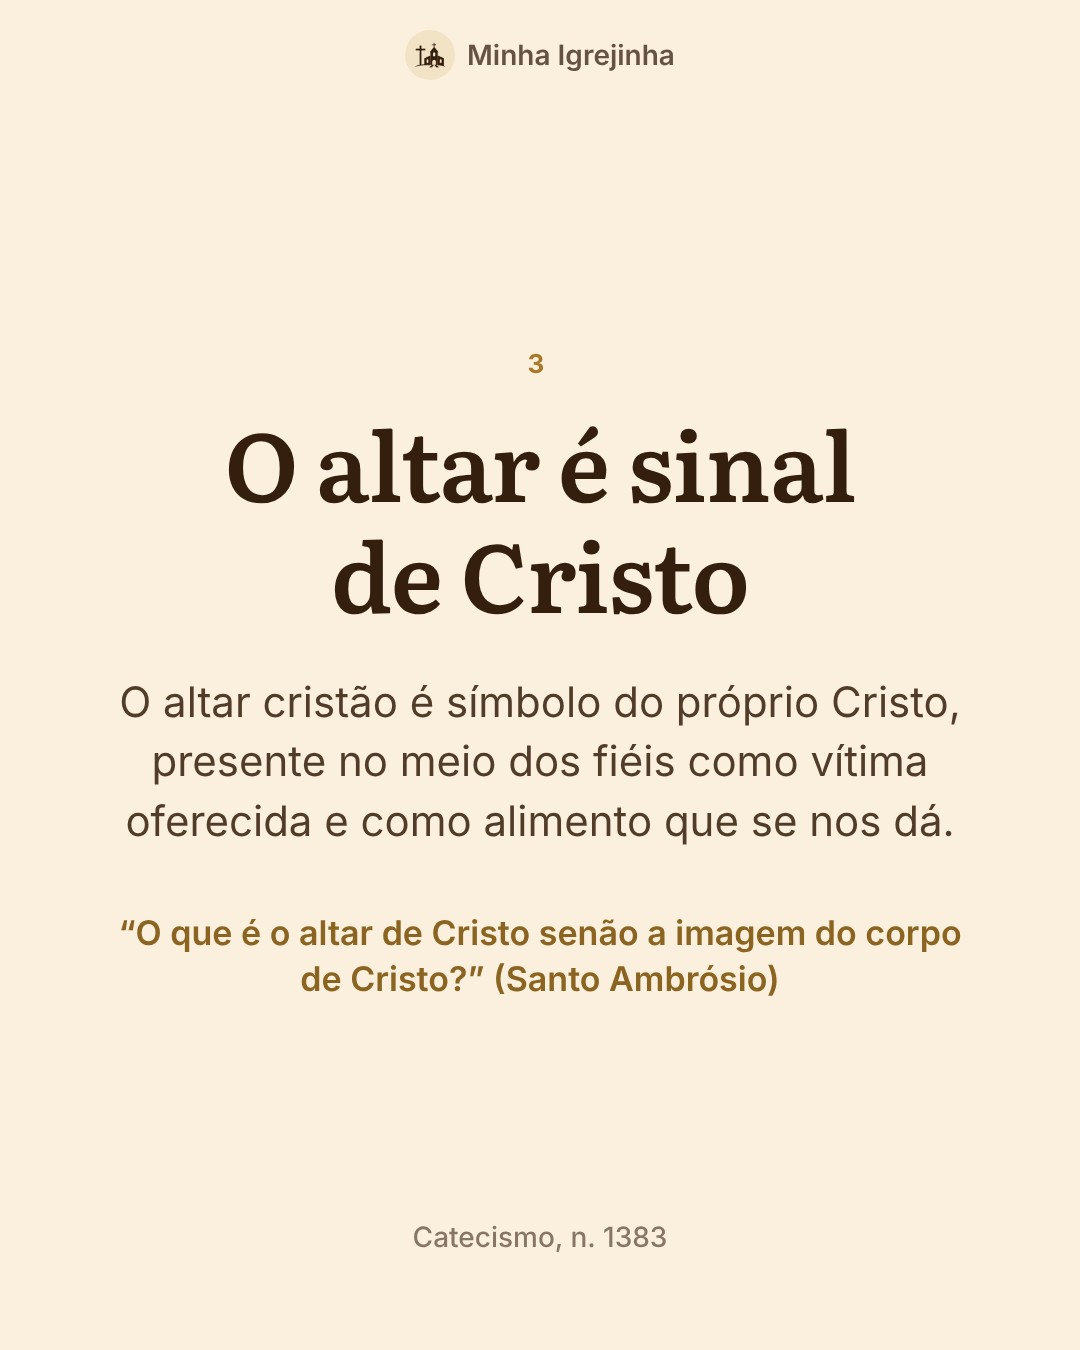 Minha Igrejinha
3
O altar é sinal
de Cristo
O altar cristão é símbolo do próprio Cristo,
presente no meio dos fiéis como vítima
oferecida e como alimento que se nos dá.
“O que é o altar de Cristo senão a imagem do corpo
de Cristo?” (Santo Ambrósio)
Catecismo, n. 1383